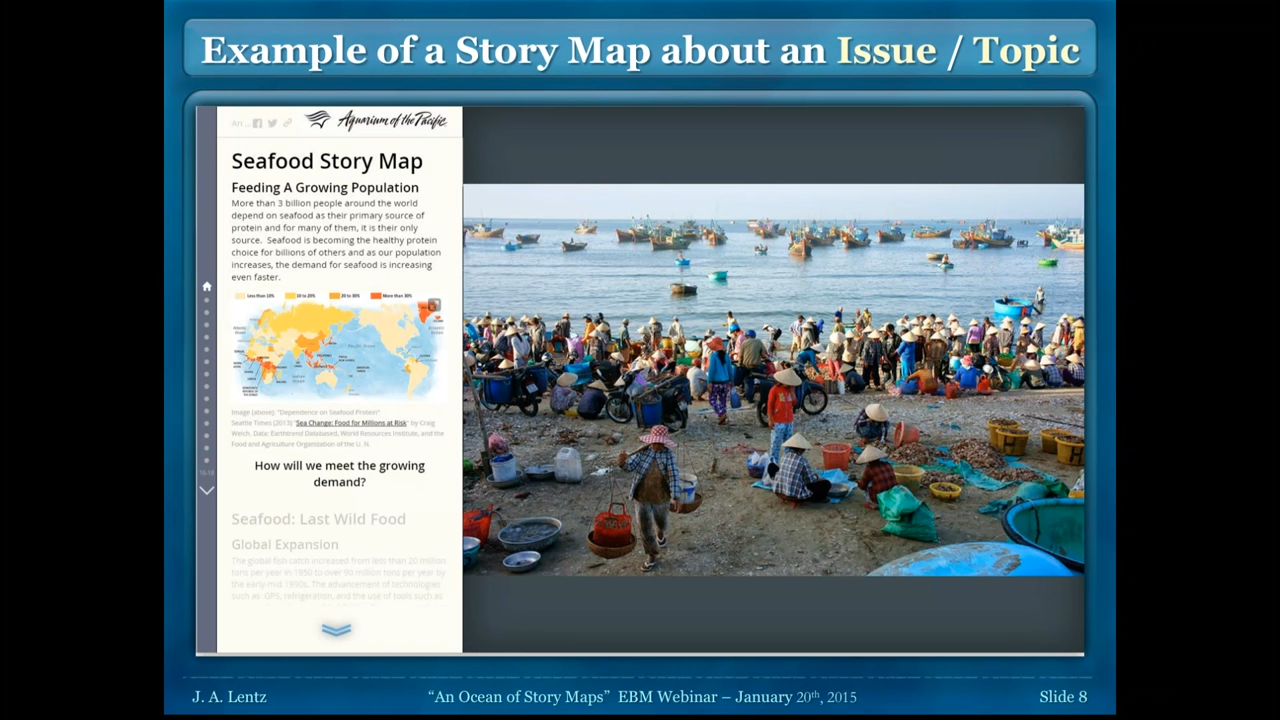 Example of a Story Map about an Issue / Topic
An ...
Aquarium of the Pacific
Seafood Story Map
Feeding A Growing Population
More than 3 billion people around the world
depend on seafood as their primary source of
protein and for many of them, it is their only
source. Seafood is becoming the healthy protein
choice for billions of others and as our population
increases, the demand for seafood is increasing
even faster.
Less than 10% 10 to 20% 20 to 30% More than 30%
Image (above): "Dependence on Seafood Protein"
Seattle Times (2013) "Sea Change: Food for Millions at Risk" by Craig
Welch. Data: Earthtrend Databased, World Resources Institute, and the
Food and Agriculture Organization of the U. N.
How will we meet the growing
demand?
Seafood: Last Wild Food
Global Expansion
The global fish catch increased from less than 20 million
tons per year in 1950 to over 90 million tons per year by
the early-mid 1990s. The advancement of technologies
such as GPS, refrigeration, and the use of tools such as
J. A. Lentz
“An Ocean of Story Maps” EBM Webinar – January 20th, 2015
Slide 8